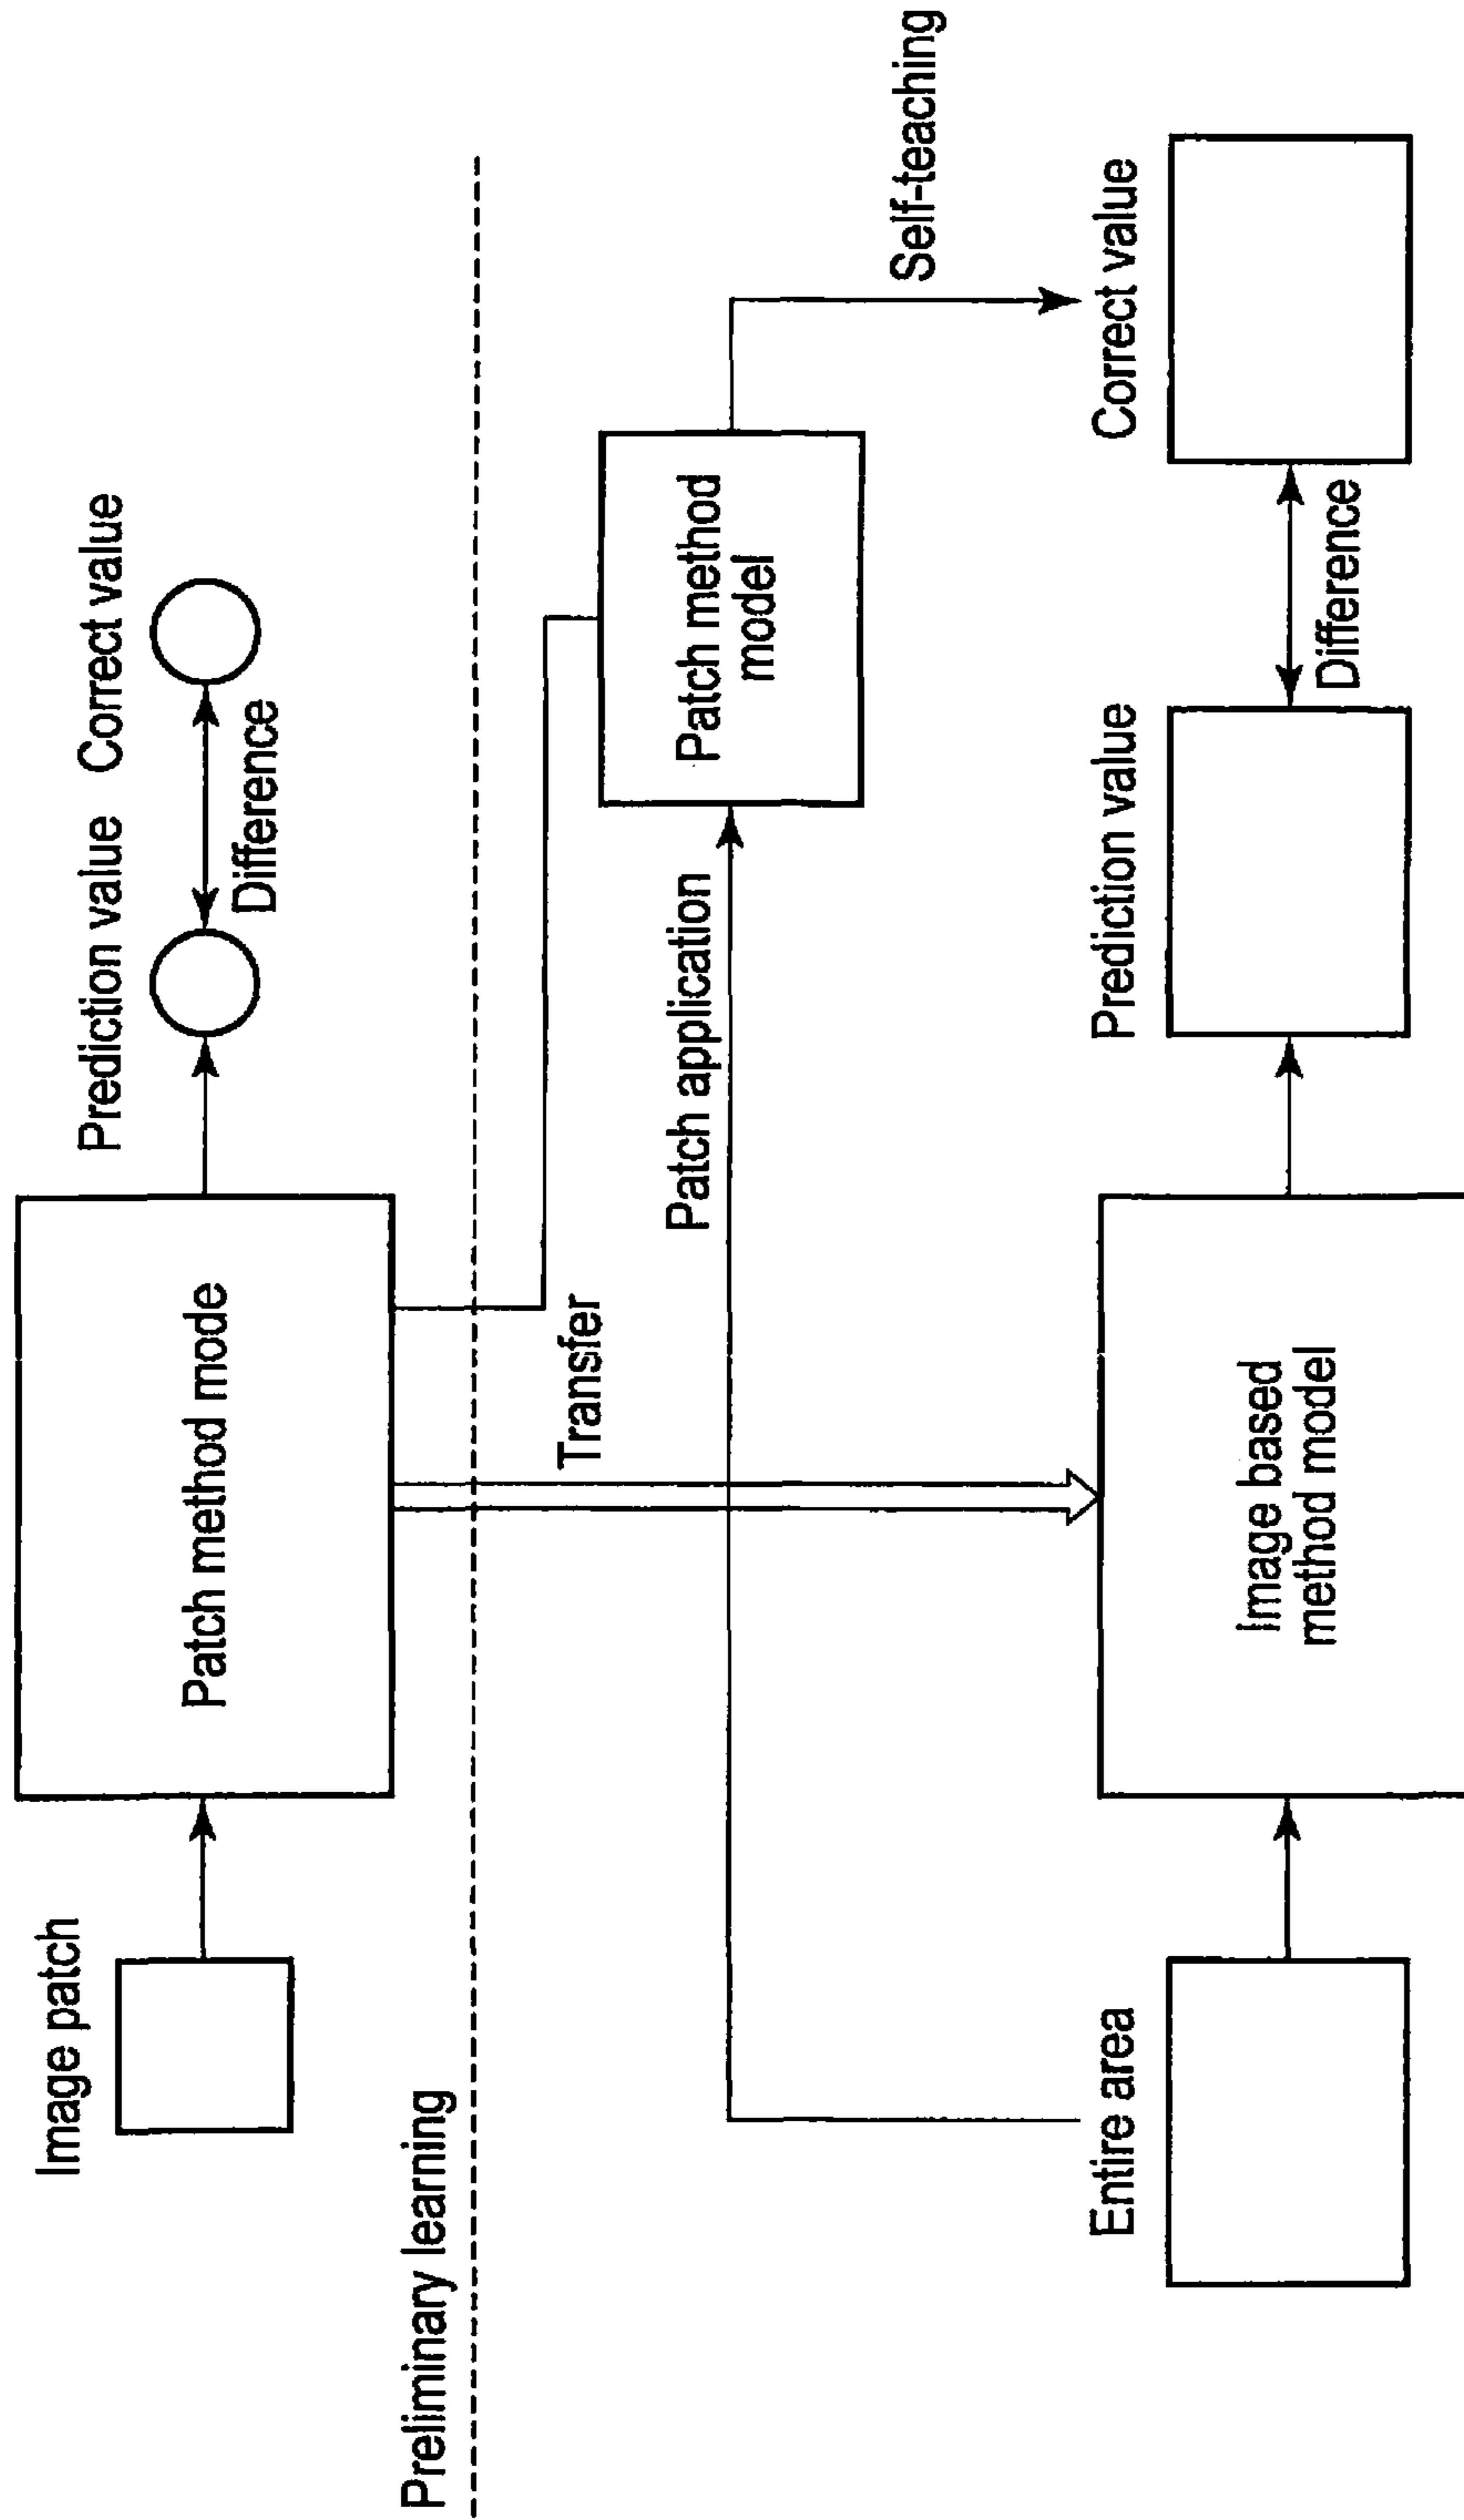 Image patch
Patch method mode
Prediction value
Correct value
Difference
Preliminary learning
Transfer
Patch application
Patch method
model
Self-teaching
Entire area
Image based
method model
Prediction value
Difference
Correct value